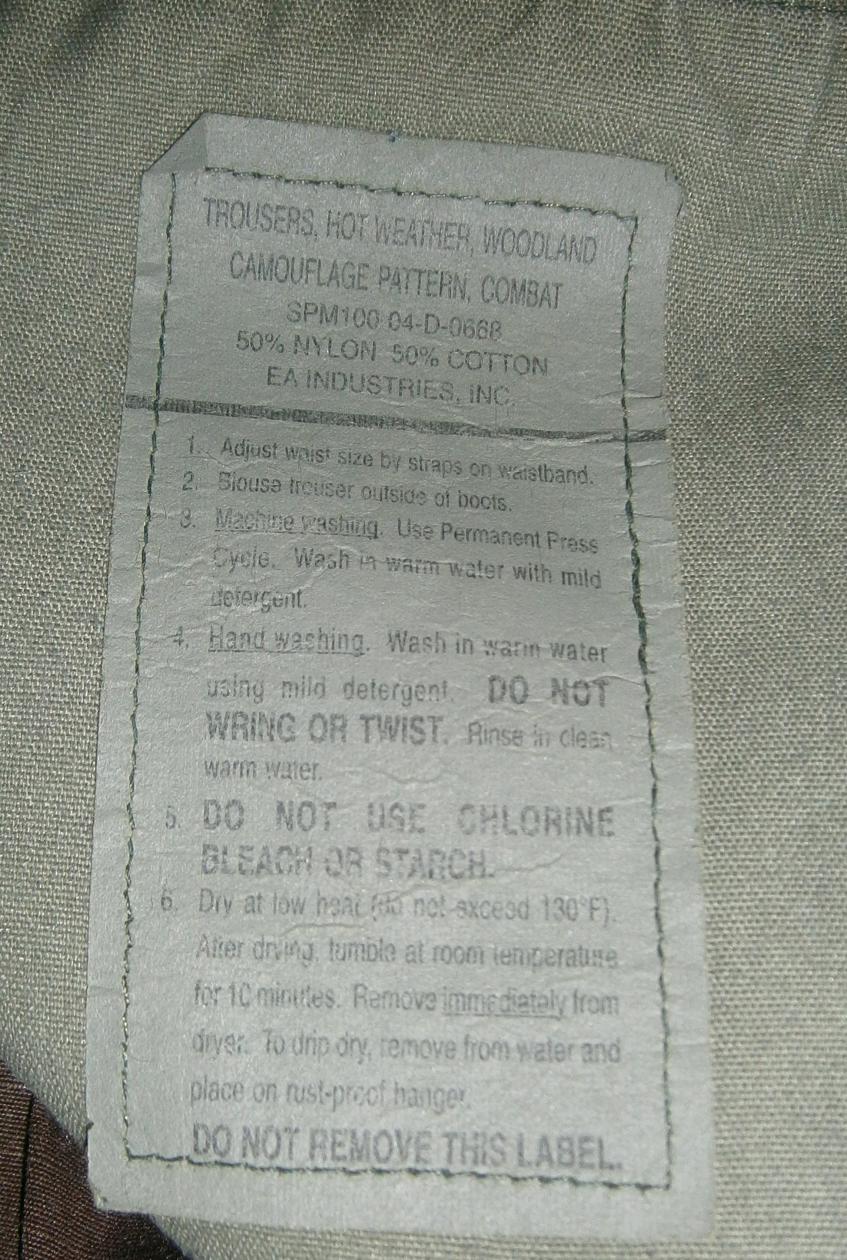 TROUSERS, HOT WEATHER, WOODLAND
CAMOUFLAGE PATTERN, COMBAT
SPM100-04-D-0668
50% NYLON 50% COTTON
EA INDUSTRIES, INC.
1. Adjust waist size by straps on waistband.
2. Blouse trouser outside of boots.
3. Machine washing. Use Permanent Press
Cycle. Wash in warm water with mild
detergent.
4. Hand washing. Wash in warm water
using mild detergent. DO NOT
WRING OR TWIST. Rinse in clean
warm water.
5. DO NOT USE CHLORINE
BLEACH OR STARCH.
6. Dry at low heat (do not exceed 130°F).
After drying, tumble at room temperature
for 10 minutes. Remove immediately from
dryer. To drip dry, remove from water and
place on rust-proof hanger.
DO NOT REMOVE THIS LABEL.